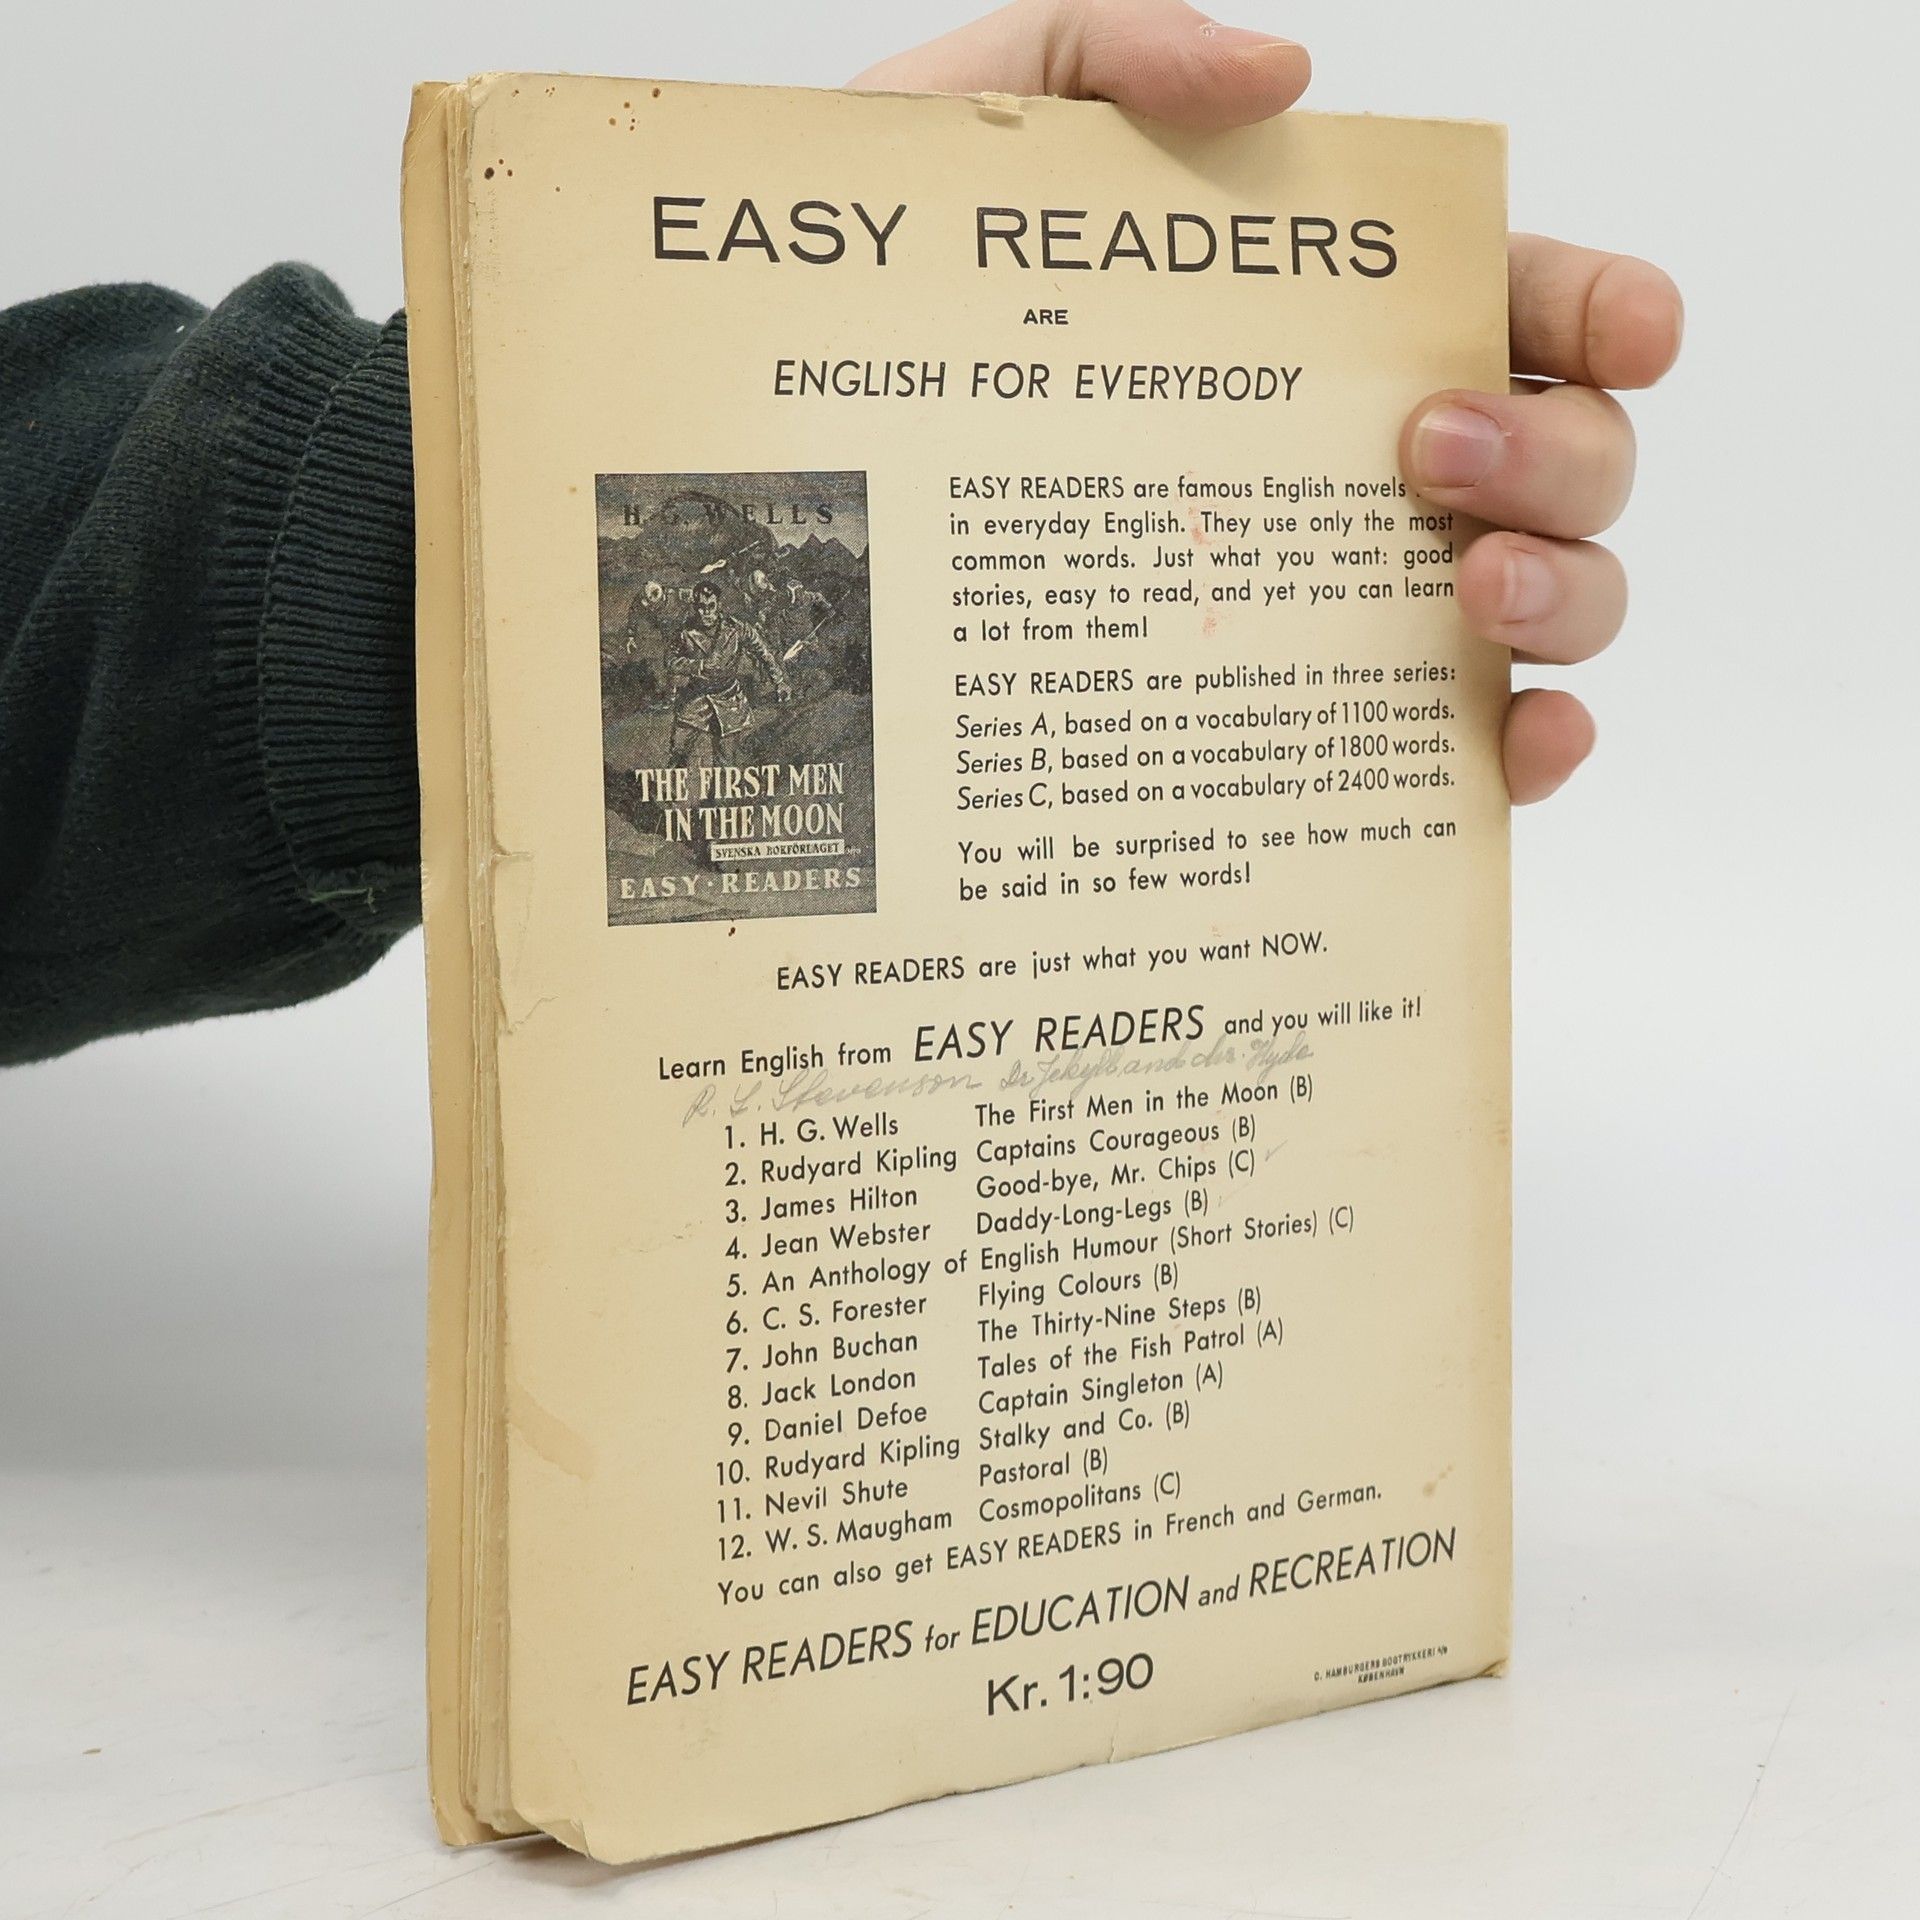 EASY READERS
ARE
ENGLISH FOR EVERYBODY
H. G. WELLS
THE FIRST MEN
IN THE MOON
SVENSKA BOKFÖRLAGET
EASY · READERS
EASY READERS are famous English novels
in everyday English. They use only the most
common words. Just what you want: good
stories, easy to read, and yet you can learn
a lot from them!
EASY READERS are published in three series:
Series A, based on a vocabulary of 1100 words.
Series B, based on a vocabulary of 1800 words.
Series C, based on a vocabulary of 2400 words.
You will be surprised to see how much can
be said in so few words!
EASY READERS are just what you want NOW.
Learn English from EASY READERS and you will like it!
R. L. Stevenson Dr Jekyll and Hyde
1. H. G. Wells The First Men in the Moon (B)
2. Rudyard Kipling Captains Courageous (B)
3. James Hilton Good-bye, Mr. Chips (C)
4. Jean Webster Daddy-Long-Legs (B)
5. An Anthology of English Humour (Short Stories) (C)
6. C. S. Forester Flying Colours (B)
7. John Buchan The Thirty-Nine Steps (B)
8. Jack London Tales of the Fish Patrol (A)
9. Daniel Defoe Captain Singleton (A)
10. Rudyard Kipling Stalky and Co. (B)
11. Nevil Shute Pastoral (B)
12. W. S. Maugham Cosmopolitans (C)
You can also get EASY READERS in French and German.
EASY READERS for EDUCATION and RECREATION
Kr. 1:90
C. HAMBURGERS BOGTRYKKERI A/S
KØBENHAVN